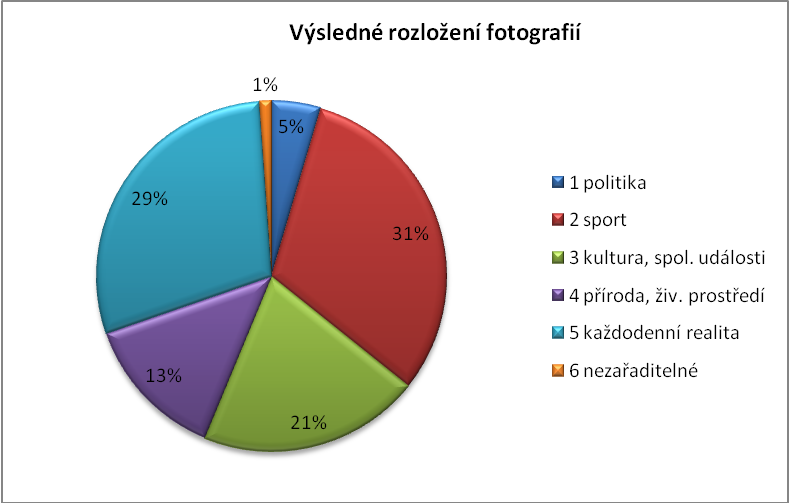 Výsledné rozložení fotografií
1%
5%
31%
21%
13%
29%
1 politika
2 sport
3 kultura, spol. události
4 příroda, živ. prostředí
5 každodenní realita
6 nezařaditelné